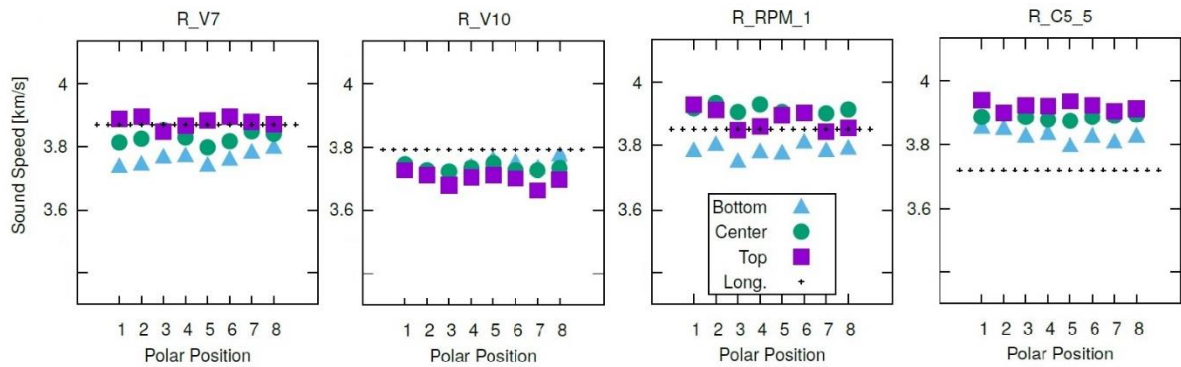 R_V7
R_V10
R_RPM_1
R_C5_5
Sound Speed [km/s]
4
3.8
3.6
4
3.8
3.6
4
3.8
3.6
4
3.8
3.6
Bottom
Center
Top
Long.
1 2 3 4 5 6 7 8
1 2 3 4 5 6 7 8
1 2 3 4 5 6 7 8
1 2 3 4 5 6 7 8
Polar Position
Polar Position
Polar Position
Polar Position